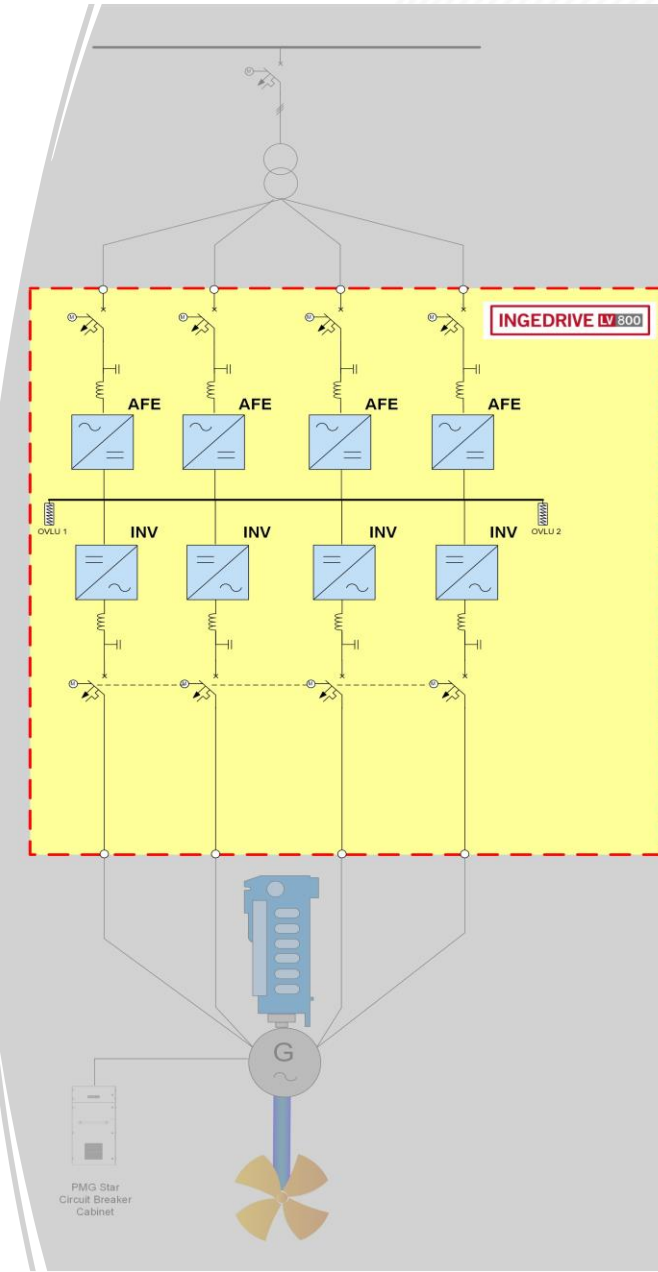 M
INGEDRIVE LV 800
M M M M
AFE AFE AFE AFE
OVLU 1 OVLU 2
INV INV INV INV
M M M M
G
PMG Star
Circuit Breaker
Cabinet